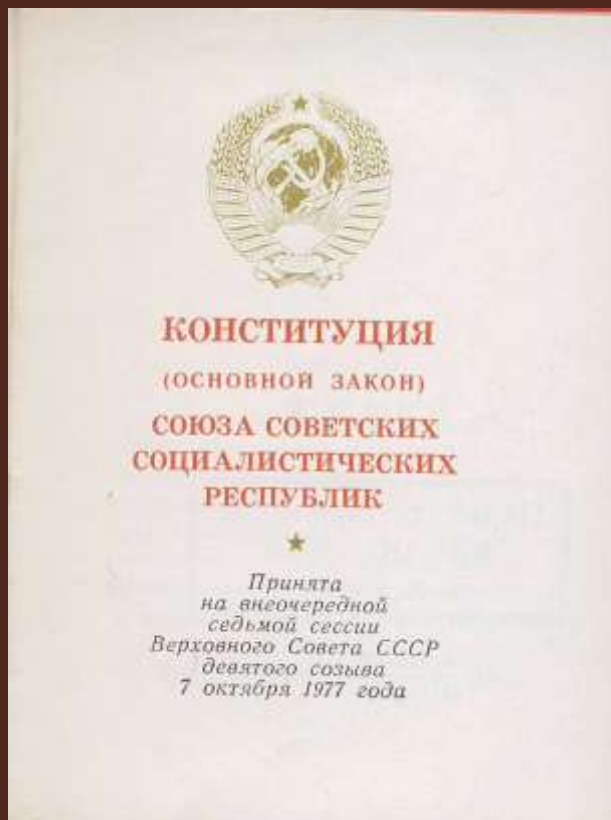 КОНСТИТУЦИЯ
(ОСНОВНОЙ ЗАКОН)
СОЮЗА СОВЕТСКИХ
СОЦИАЛИСТИЧЕСКИХ
РЕСПУБЛИК
Принята
на внеочередной
седьмой сессии
Верховного Совета СССР
девятого созыва
7 октября 1977 года